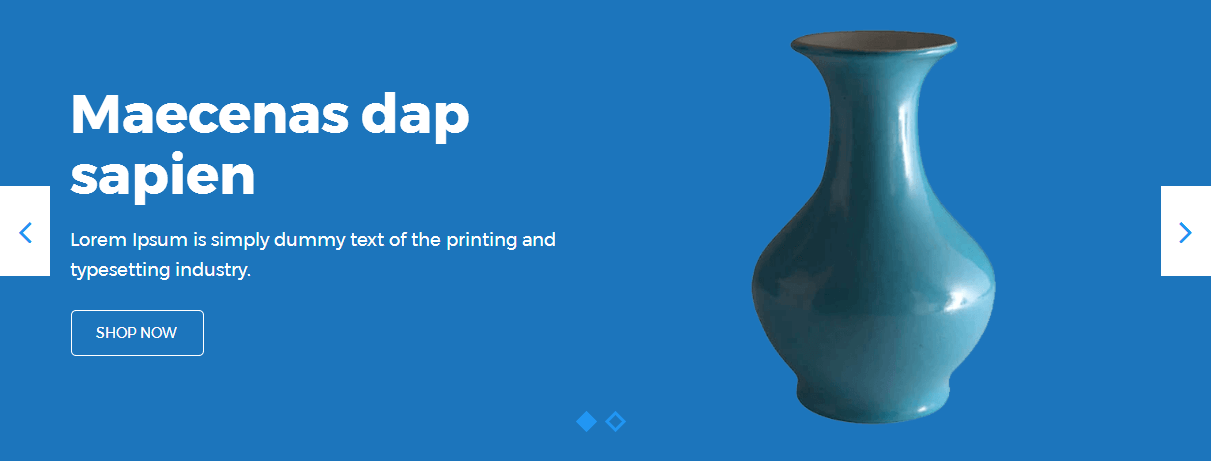 Maecenas dap
sapien
Lorem Ipsum is simply dummy text of the printing and
typesetting industry.
SHOP NOW